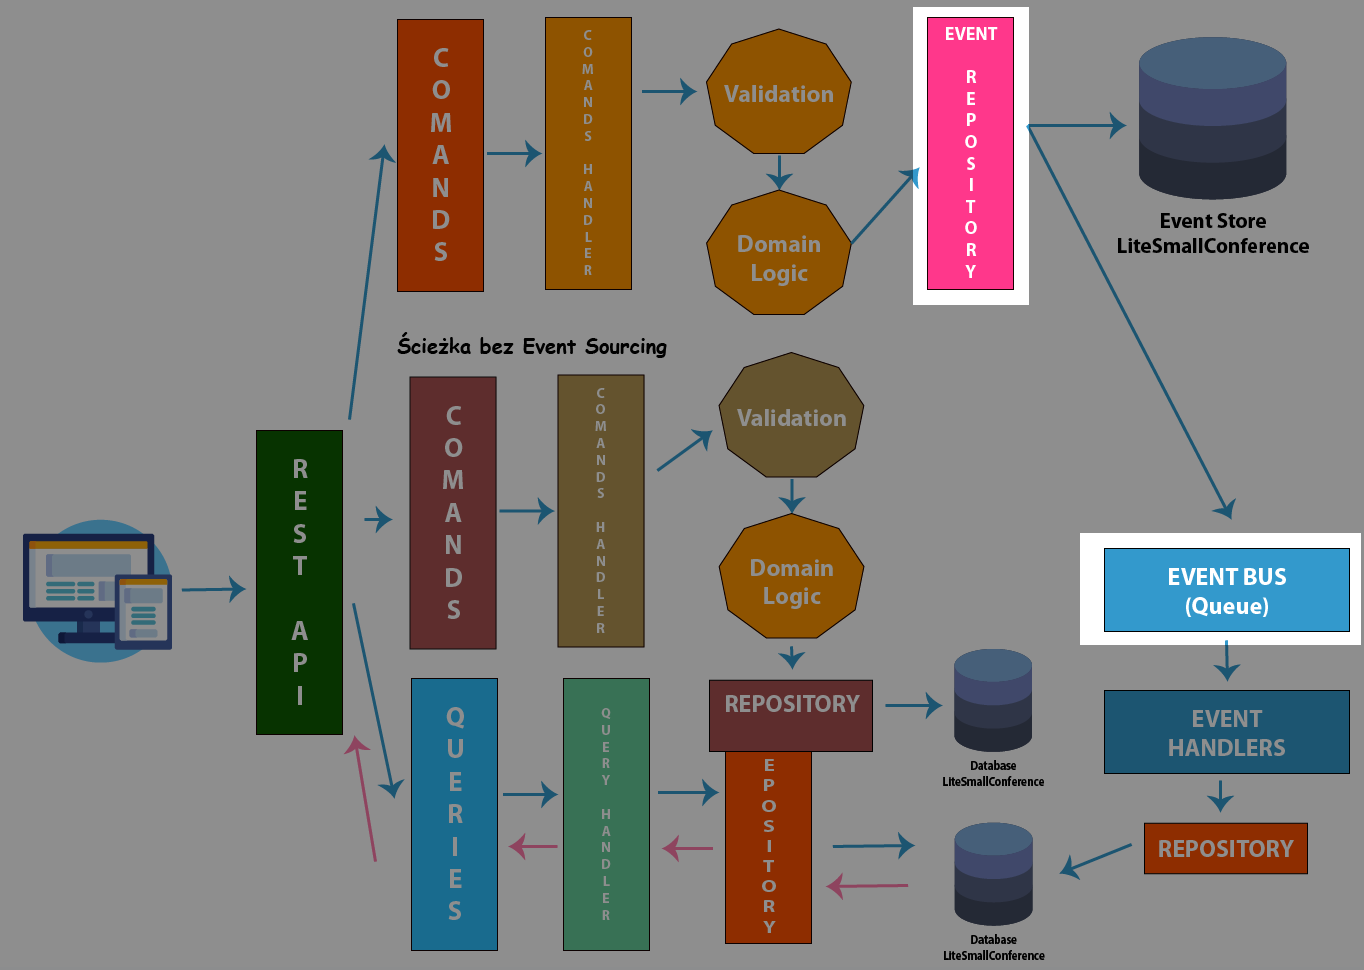 COMANDS
COMANDS HANDLER
Validation
Domain
Logic
EVENT
REPOSITORY
Event Store
LiteSmallConference
Ścieżka bez Event Sourcing
REST API
COMANDS
COMANDS HANDLER
Validation
Domain
Logic
EVENT BUS
(Queue)
QUERIES
QUERY HANDLER
REPOSITORY
EPOSITORY
Database
LiteSmallConference
EVENT
HANDLERS
REPOSITORY
Database
LiteSmallConference